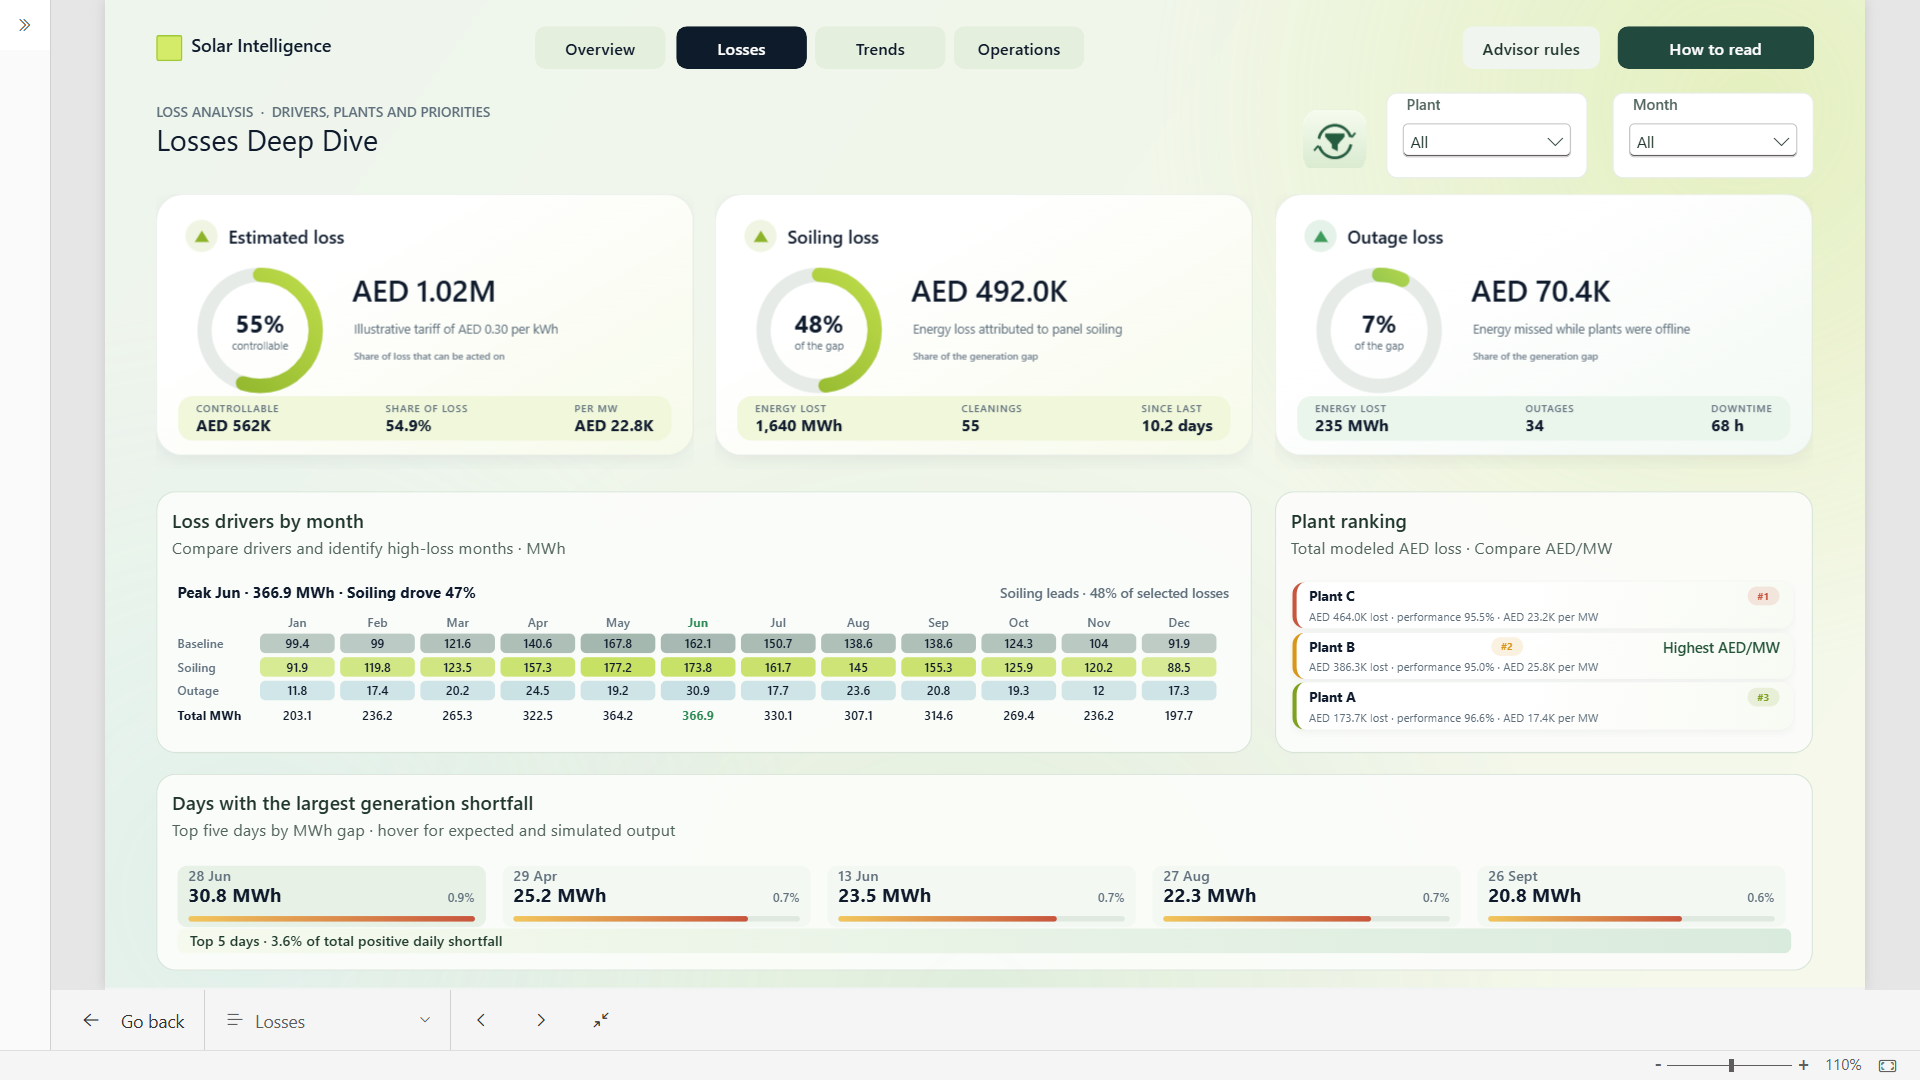 Solar Intelligence
Overview
Losses
Trends
Operations
Advisor rules
How to read
LOSS ANALYSIS · DRIVERS, PLANTS AND PRIORITIES
Losses Deep Dive
Plant
All
Month
All
Estimated loss
55%
controllable
AED 1.02M
Illustrative tariff of AED 0.30 per kWh
Share of loss that can be acted on
CONTROLLABLE SHARE OF LOSS PER MW
AED 562K 54.9% AED 22.8K
Soiling loss
48%
of the gap
AED 492.0K
Energy loss attributed to panel soiling
Share of the generation gap
ENERGY LOST CLEANINGS SINCE LAST
1,640 MWh 55 10.2 days
Outage loss
7%
of the gap
AED 70.4K
Energy missed while plants were offline
Share of the generation gap
ENERGY LOST OUTAGES DOWNTIME
235 MWh 34 68 h
Loss drivers by month
Compare drivers and identify high-loss months · MWh
Peak Jun · 366.9 MWh · Soiling drove 47%
Soiling leads · 48% of selected losses
Jan Feb Mar Apr May Jun Jul Aug Sep Oct Nov Dec
Baseline 99.4 99 121.6 140.6 167.8 162.1 150.7 138.6 138.6 124.3 104 91.9
Soiling 91.9 119.8 123.5 157.3 177.2 173.8 161.7 145 155.3 125.9 120.2 88.5
Outage 11.8 17.4 20.2 24.5 19.2 30.9 17.7 23.6 20.8 19.3 12 17.3
Total MWh 203.1 236.2 265.3 322.5 364.2 366.9 330.1 307.1 314.6 269.4 236.2 197.7
Plant ranking
Total modeled AED loss · Compare AED/MW
Plant C #1
AED 464.0K lost · performance 95.5% · AED 23.2K per MW
Plant B #2 Highest AED/MW
AED 386.3K lost · performance 95.0% · AED 25.8K per MW
Plant A #3
AED 173.7K lost · performance 96.6% · AED 17.4K per MW
Days with the largest generation shortfall
Top five days by MWh gap · hover for expected and simulated output
28 Jun
30.8 MWh 0.9%
29 Apr
25.2 MWh 0.7%
13 Jun
23.5 MWh 0.7%
27 Aug
22.3 MWh 0.7%
26 Sept
20.8 MWh 0.6%
Top 5 days · 3.6% of total positive daily shortfall
Go back
Losses
- + 110%